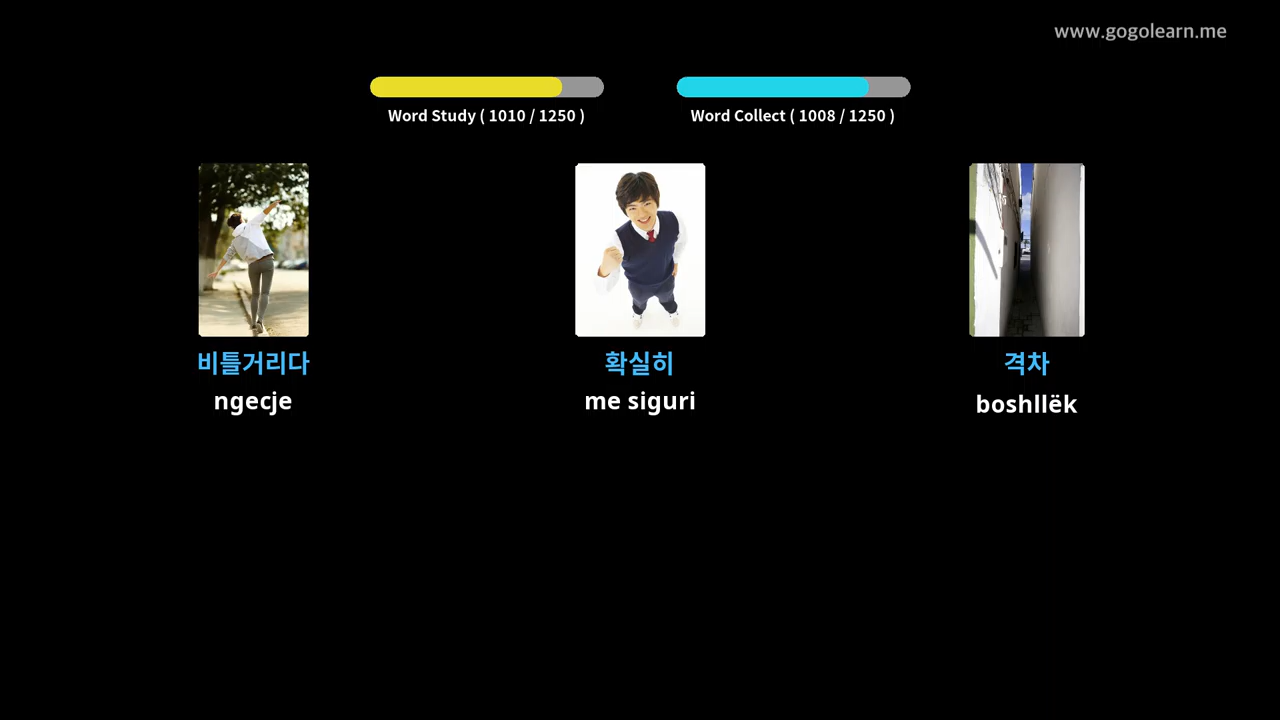 www.gogolearn.me
Word Study ( 1010 / 1250 )
Word Collect ( 1008 / 1250 )
비틀거리다
ngecje
확실히
me siguri
격차
boshllëk